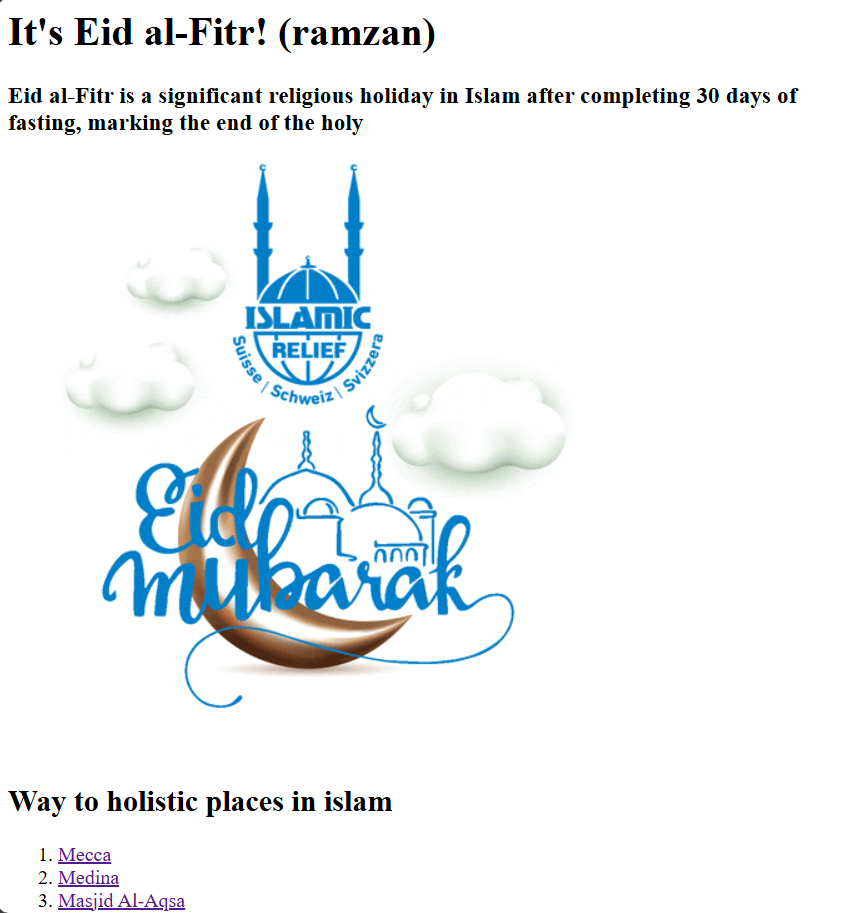 It's Eid al-Fitr! (ramzan)
Eid al-Fitr is a significant religious holiday in Islam after completing 30 days of
fasting, marking the end of the holy
ISLAMIC
RELIEF
Suisse | Schweiz | Svizzera
Eid
mubarak
Way to holistic places in islam
1. Mecca
2. Medina
3. Masjid Al-Aqsa